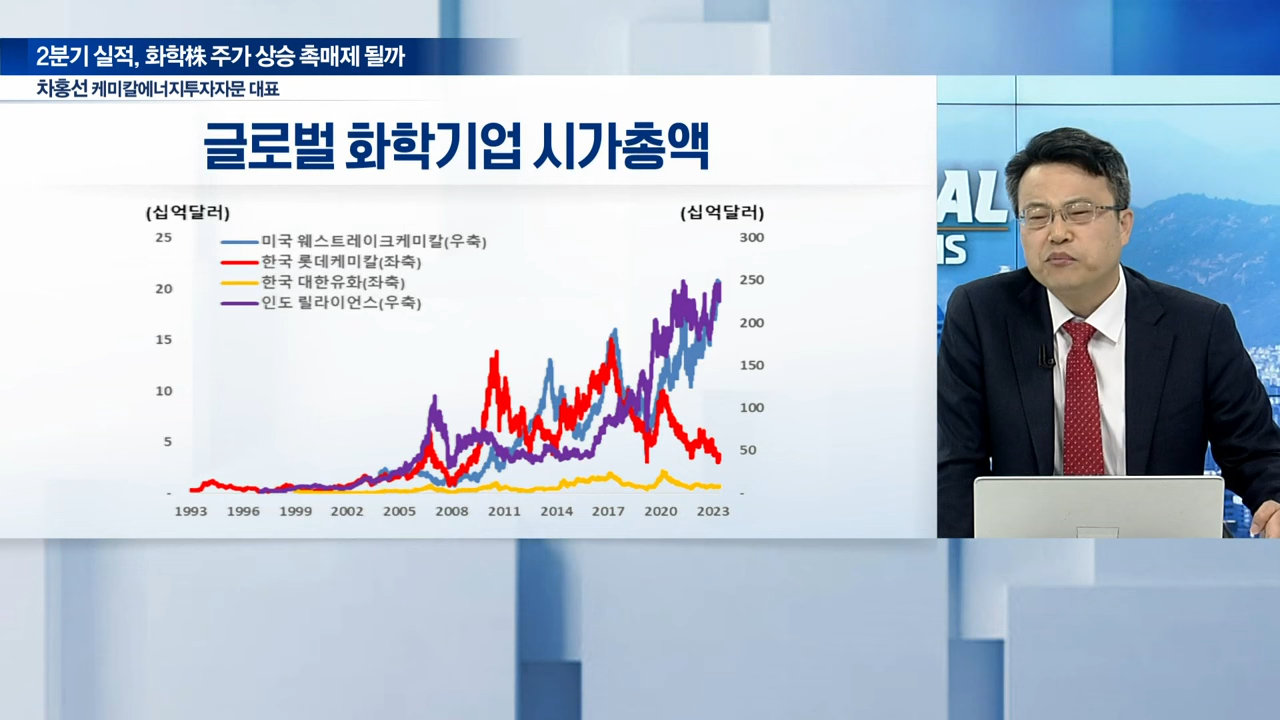 2분기 실적, 화학株 주가 상승 촉매제 될까
차홍선 케미칼에너지투자자문 대표
글로벌 화학기업 시가총액
(십억달러) (십억달러)
미국 웨스트레이크케미칼(우축)
한국 롯데케미칼(좌축)
한국 대한유화(좌축)
인도 릴라이언스(우축)
25 300
20 250
200
15
150
10
100
5
50
- -
1993 1996 1999 2002 2005 2008 2011 2014 2017 2020 2023
AL
IS